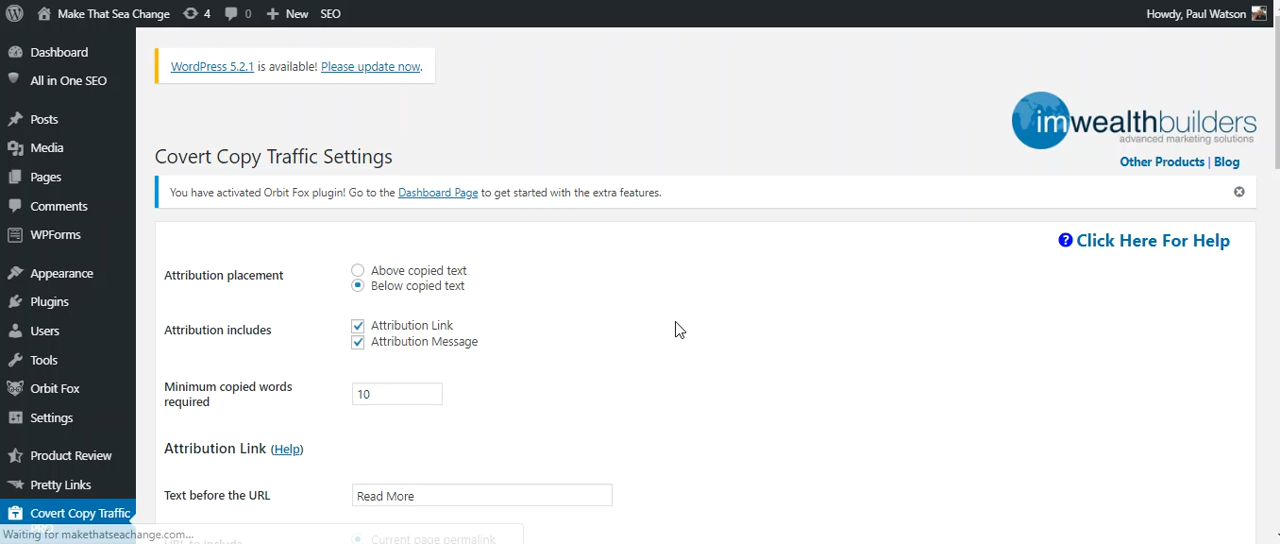 Make That Sea Change 4 0 New SEO Howdy, Paul Watson
Dashboard
All in One SEO
Posts
Media
Pages
Comments
WPForms
Appearance
Plugins
Users
Tools
Orbit Fox
Settings
Product Review
Pretty Links
Covert Copy Traffic
Waiting for makethatseachange.com...
WordPress 5.2.1 is available! Please update now.
imwealthbuilders
advanced marketing solutions
Other Products | Blog
Covert Copy Traffic Settings
You have activated Orbit Fox plugin! Go to the Dashboard Page to get started with the extra features.
? Click Here For Help
Attribution placement
Above copied text
Below copied text
Attribution includes
Attribution Link
Attribution Message
Minimum copied words
required
10
Attribution Link (Help)
Text before the URL
Read More
URL to include
Current page permalink